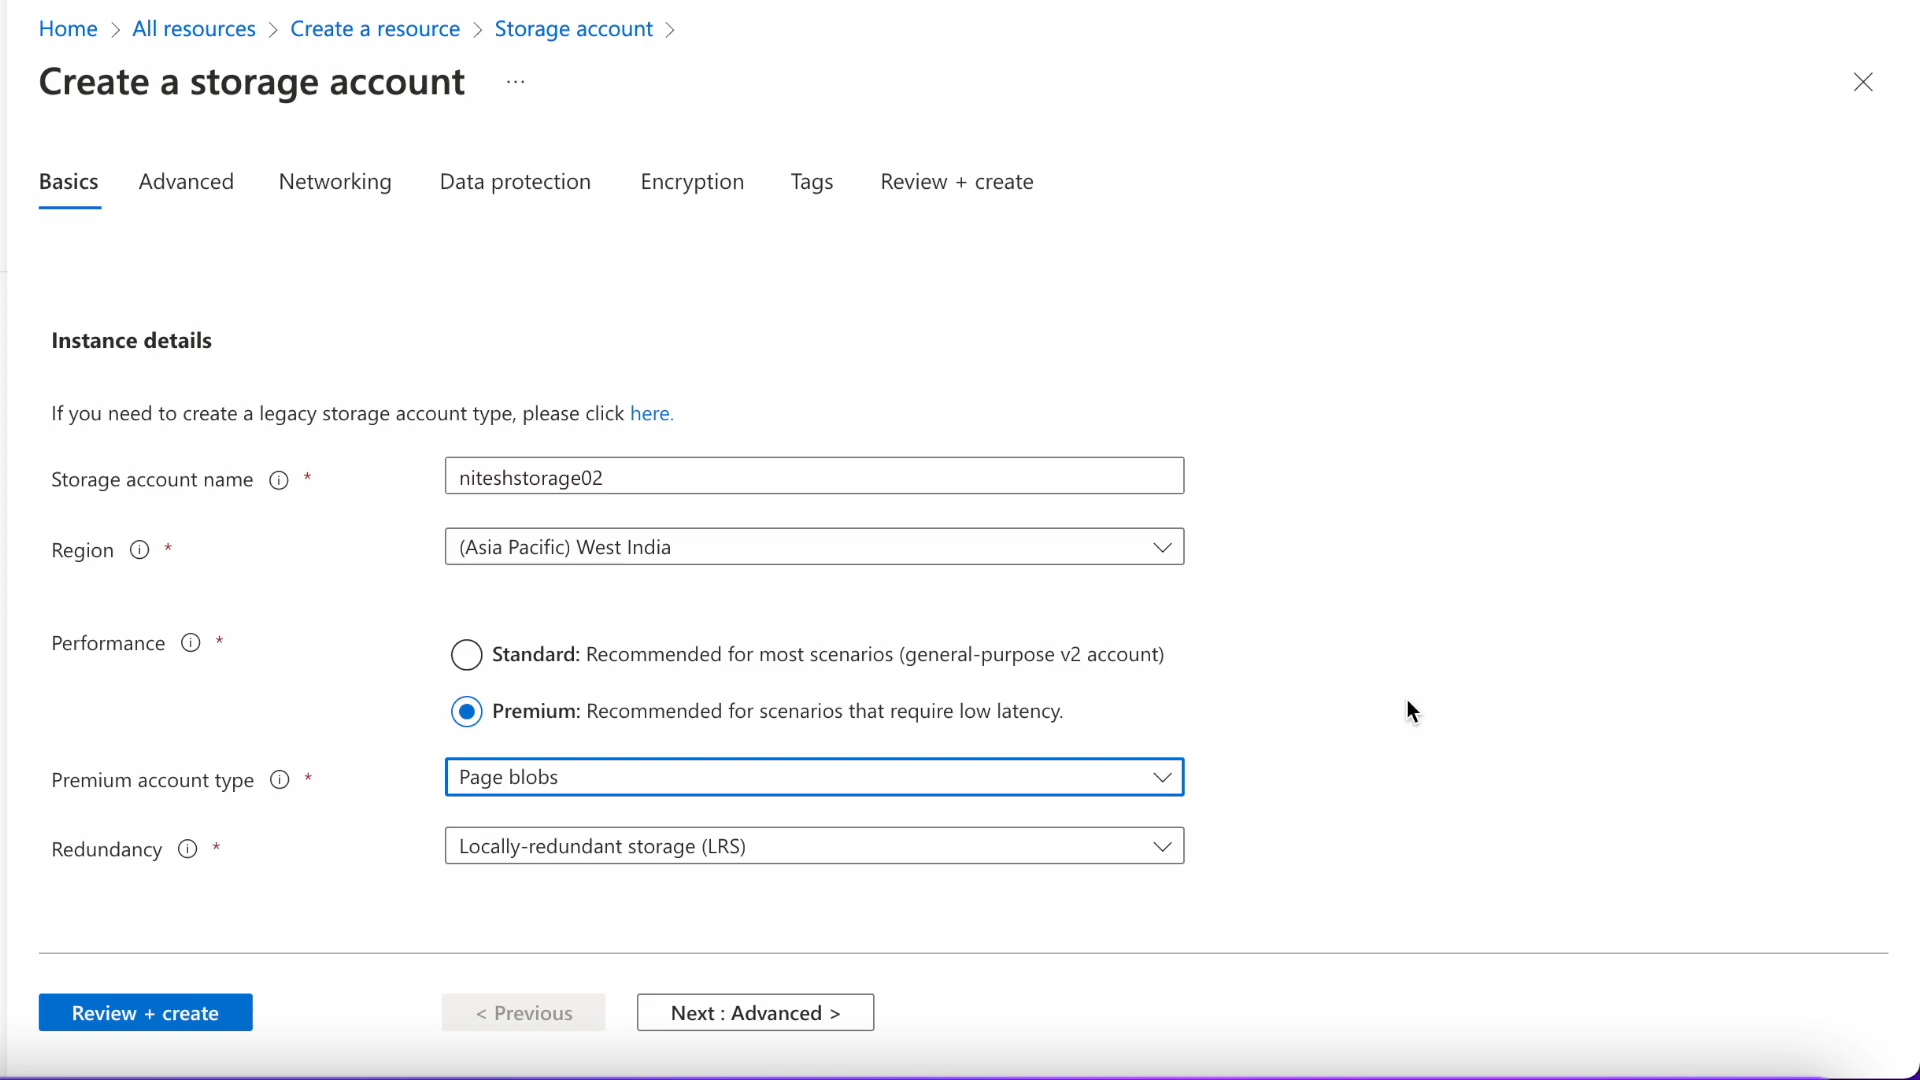 Home > All resources > Create a resource > Storage account >
Create a storage account ...
Basics Advanced Networking Data protection Encryption Tags Review + create
Instance details
If you need to create a legacy storage account type, please click here.
Storage account name * niteshstorage02
Region * (Asia Pacific) West India
Performance * Standard: Recommended for most scenarios (general-purpose v2 account)
Premium: Recommended for scenarios that require low latency.
Premium account type * Page blobs
Redundancy * Locally-redundant storage (LRS)
Review + create < Previous Next : Advanced >